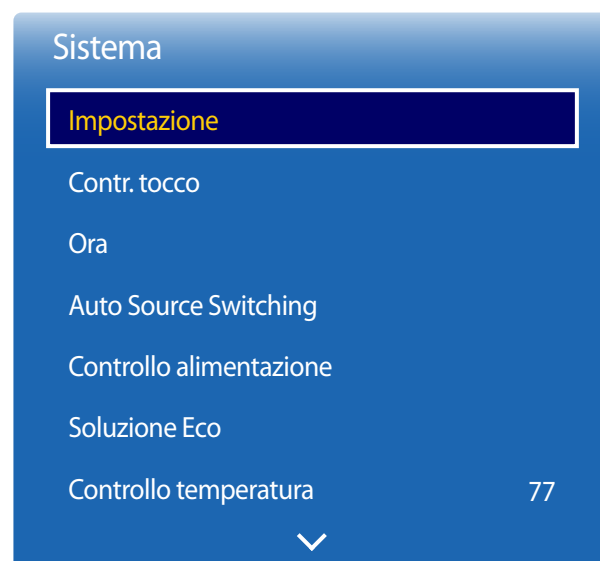 Sistema
Impostazione
Contr. tocco
Ora
Auto Source Switching
Controllo alimentazione
Soluzione Eco
Controllo temperatura 77